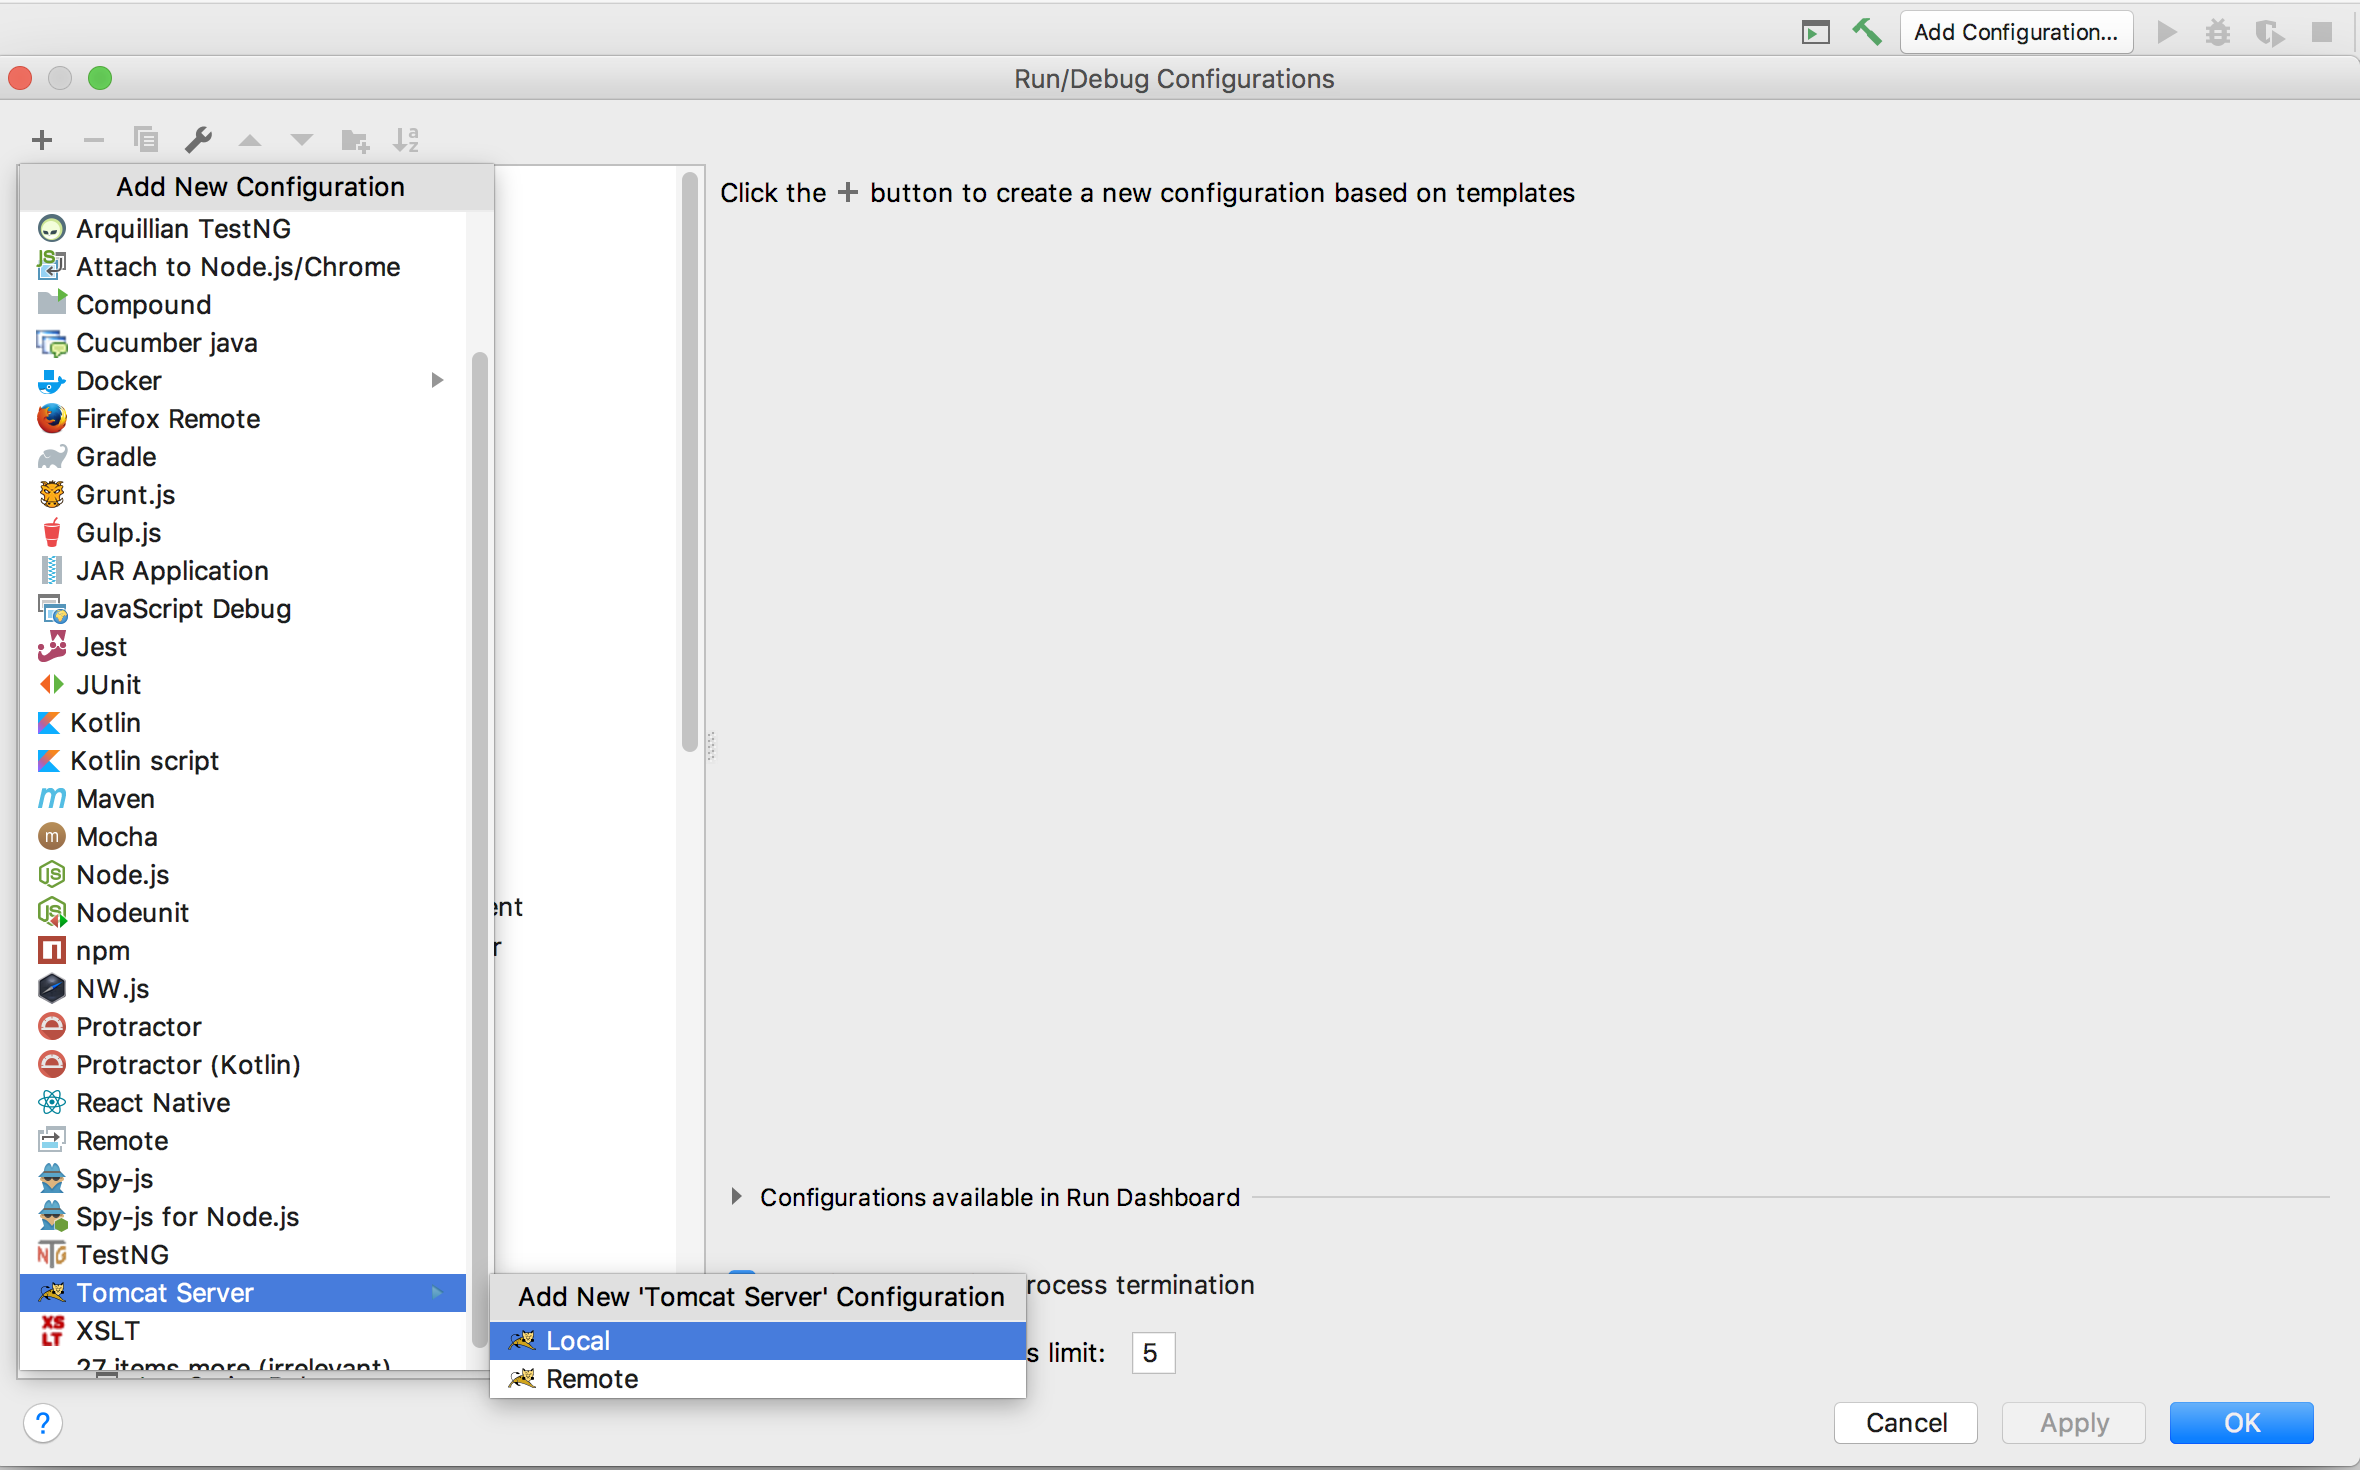 Add Configuration...
Run/Debug Configurations
Add New Configuration
Click the + button to create a new configuration based on templates
Arquillian TestNG
Attach to Node.js/Chrome
Compound
Cucumber java
Docker
Firefox Remote
Gradle
Grunt.js
Gulp.js
JAR Application
JavaScript Debug
Jest
JUnit
Kotlin
Kotlin script
Maven
Mocha
Node.js
Nodeunit
npm
NW.js
Protractor
Protractor (Kotlin)
React Native
Remote
Spy-js
Spy-js for Node.js
TestNG
Tomcat Server
XSLT
27 items more (irrelevant)
ent
r
Configurations available in Run Dashboard
Add New 'Tomcat Server' Configuration
Local
Remote
rocess termination
s limit: 5
?
Cancel
Apply
OK